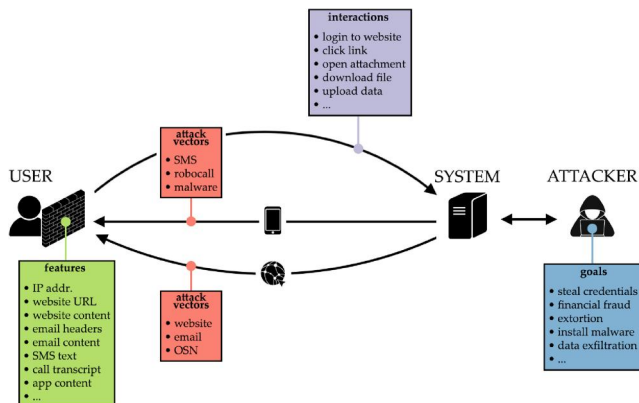 interactions
• login to website
• click link
• open attachment
• download file
• upload data
• ...
attack
vectors
• SMS
• robocall
• malware
USER
SYSTEM
ATTACKER
features
• IP addr.
• website URL
• website content
• email headers
• email content
• SMS text
• call transcript
• app content
• ...
attack
vectors
• website
• email
• OSN
goals
• steal credentials
• financial fraud
• extortion
• install malware
• data exfiltration
• ...